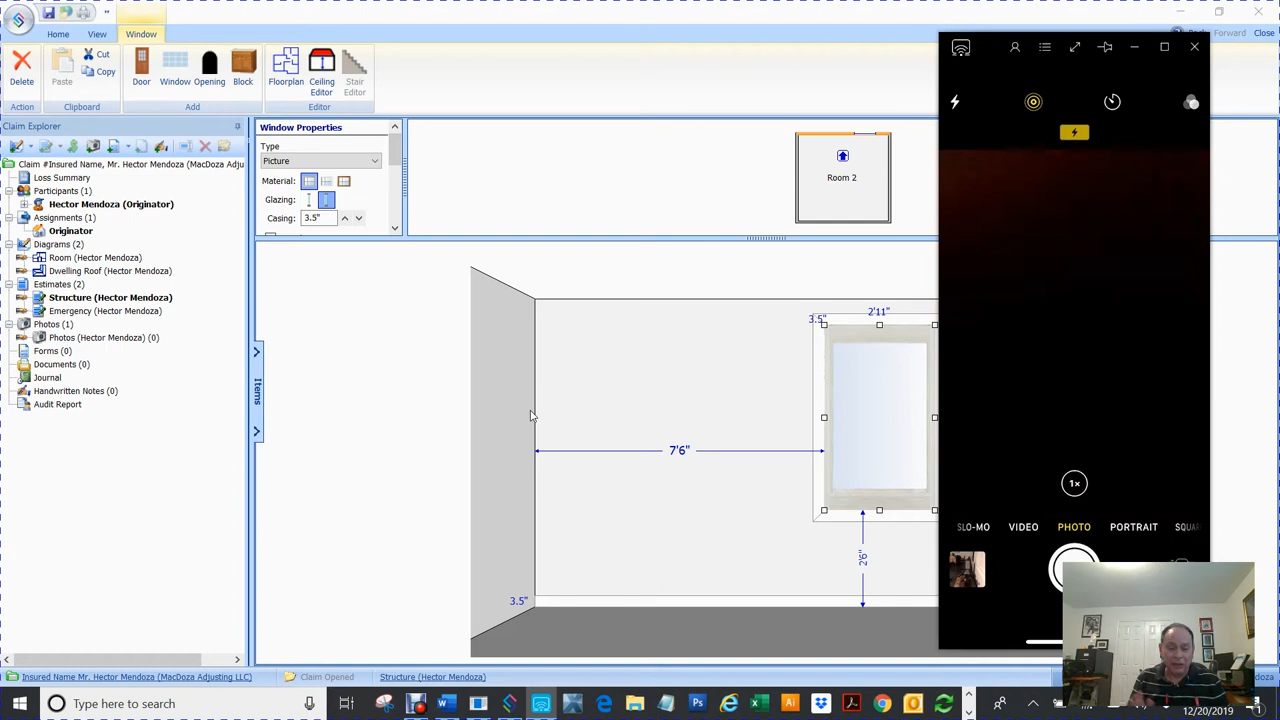 Home View Window
Forward Close
Delete
Action
Paste
Cut
Copy
Clipboard
Door Window Opening Block
Add
Floorplan Ceiling Editor Stair Editor
Editor
Claim Explorer
Claim #Insured Name, Mr. Hector Mendoza (MacDoza Adju
Loss Summary
Participants (1)
Hector Mendoza (Originator)
Assignments (1)
Originator
Diagrams (2)
Room (Hector Mendoza)
Dwelling Roof (Hector Mendoza)
Estimates (2)
Structure (Hector Mendoza)
Emergency (Hector Mendoza)
Photos (1)
Photos (Hector Mendoza) (0)
Forms (0)
Documents (0)
Journal
Handwritten Notes (0)
Audit Report
Window Properties
Type
Picture
Material:
Glazing:
Casing: 3.5"
Room 2
Items
3.5"
2'11"
7'6"
2'6"
3.5"
1×
SLO-MO VIDEO PHOTO PORTRAIT SQUA
Insured Name Mr. Hector Mendoza (MacDoza Adjusting LLC)
Claim Opened
Structure (Hector Mendoza)
doza
Type here to search
12/20/2019